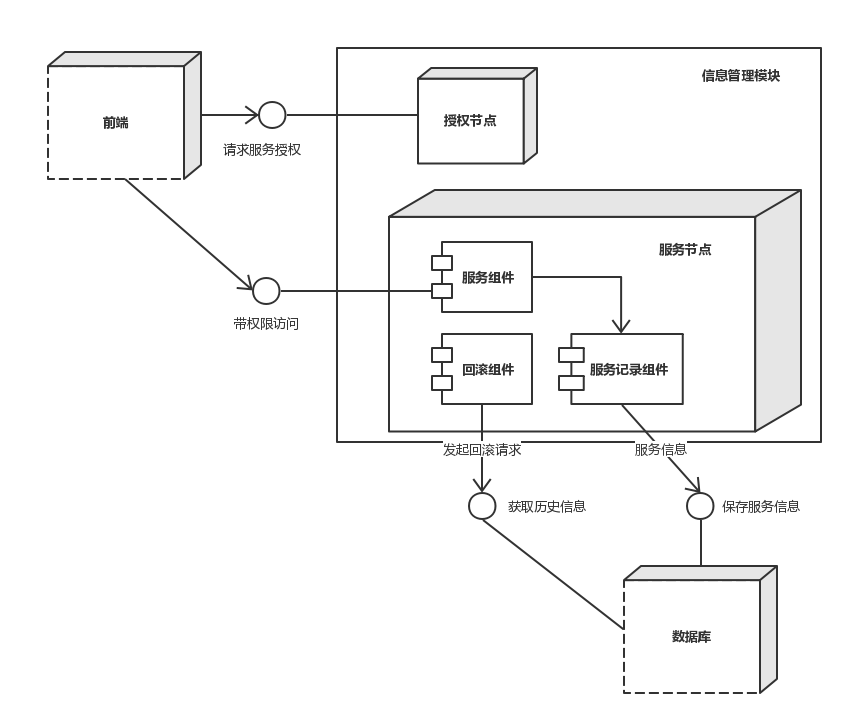 信息管理模块
前端
授权节点
请求服务授权
服务节点
服务组件
带权限访问
回滚组件
服务记录组件
发起回滚请求
服务信息
获取历史信息
保存服务信息
数据库